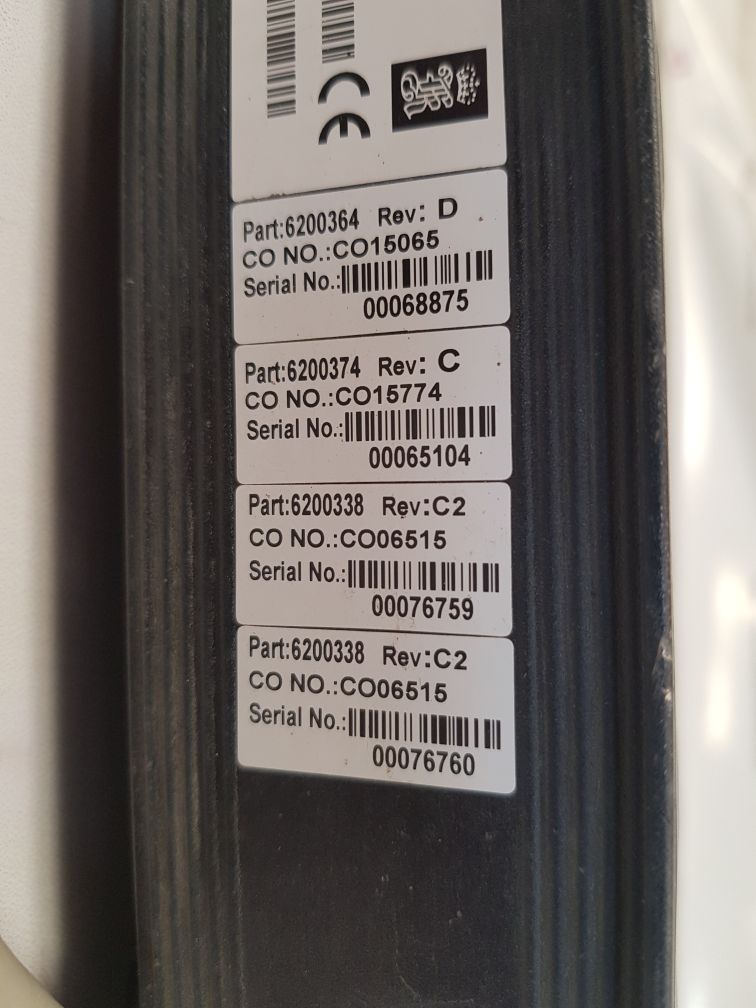 CE
Part:6200364 Rev: D
CO NO.:CO15065
Serial No.:
00068875
Part:6200374 Rev: C
CO NO.:CO15774
Serial No.:
00065104
Part:6200338 Rev:C2
CO NO.:CO06515
Serial No.:
00076759
Part:6200338 Rev:C2
CO NO.:CO06515
Serial No.:
00076760